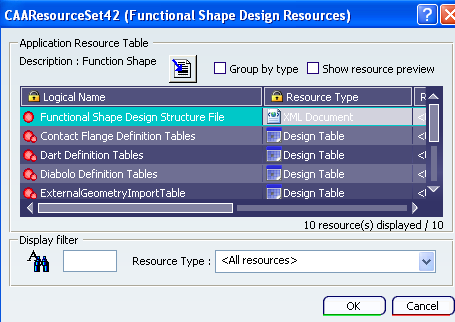 CAAResourceSet42 (Functional Shape Design Resources)
Application Resource Table
Description : Function Shape
Group by type
Show resource preview
Logical Name Resource Type R
Functional Shape Design Structure File XML Document <U
Contact Flange Definition Tables Design Table <U
Dart Definition Tables Design Table <U
Diabolo Definition Tables Design Table <U
ExternalGeometryImportTable Design Table <U
10 resource(s) displayed / 10
Display filter
Resource Type : <All resources>
OK Cancel